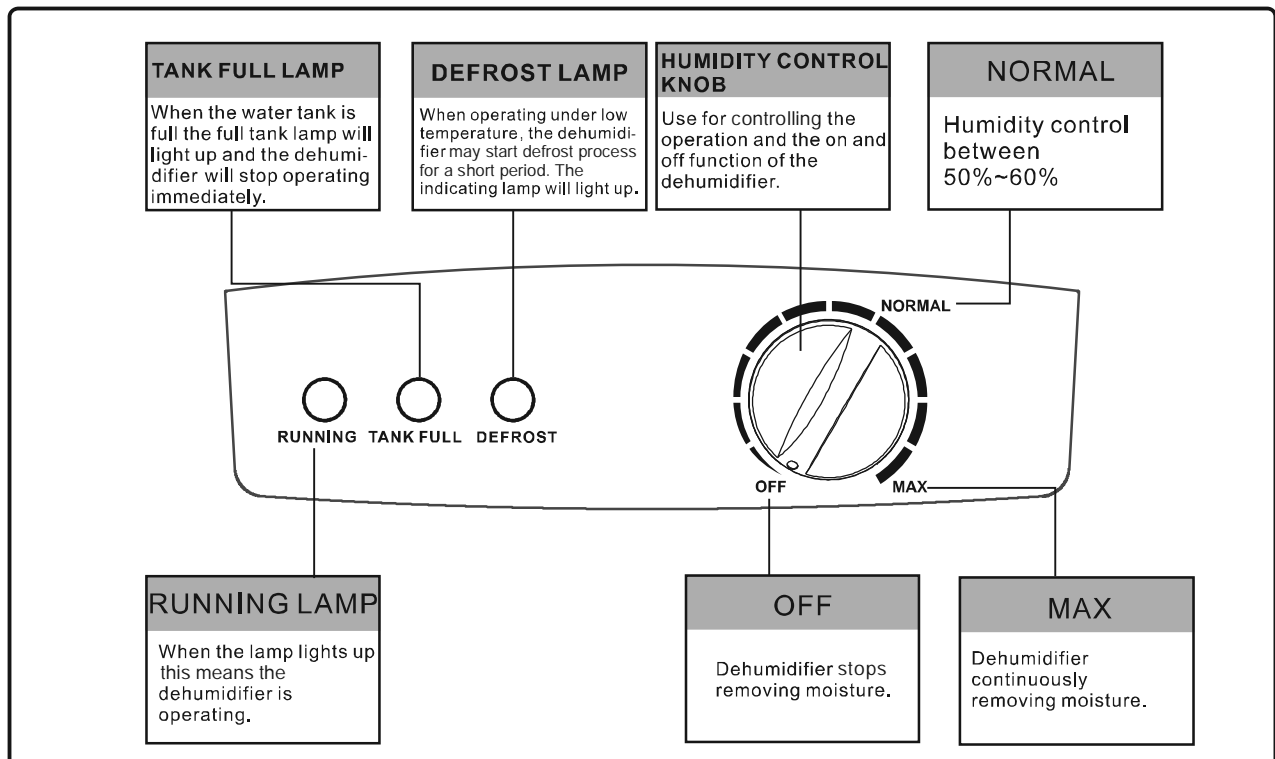 TANK FULL LAMP
When the water tank is
full the full tank lamp will
light up and the dehumi-
difier will stop operating
immediately.
DEFROST LAMP
When operating under low
temperature, the dehumidi-
fier may start defrost process
for a short period. The
indicating lamp will light up.
HUMIDITY CONTROL
KNOB
Use for controlling the
operation and the on and
off function of the
dehumidifier.
NORMAL
Humidity control
between
50%~60%
NORMAL
RUNNING TANK FULL DEFROST
OFF
MAX
RUNNING LAMP
When the lamp lights up
this means the
dehumidifier is
operating.
OFF
Dehumidifier stops
removing moisture.
MAX
Dehumidifier
continuously
removing moisture.